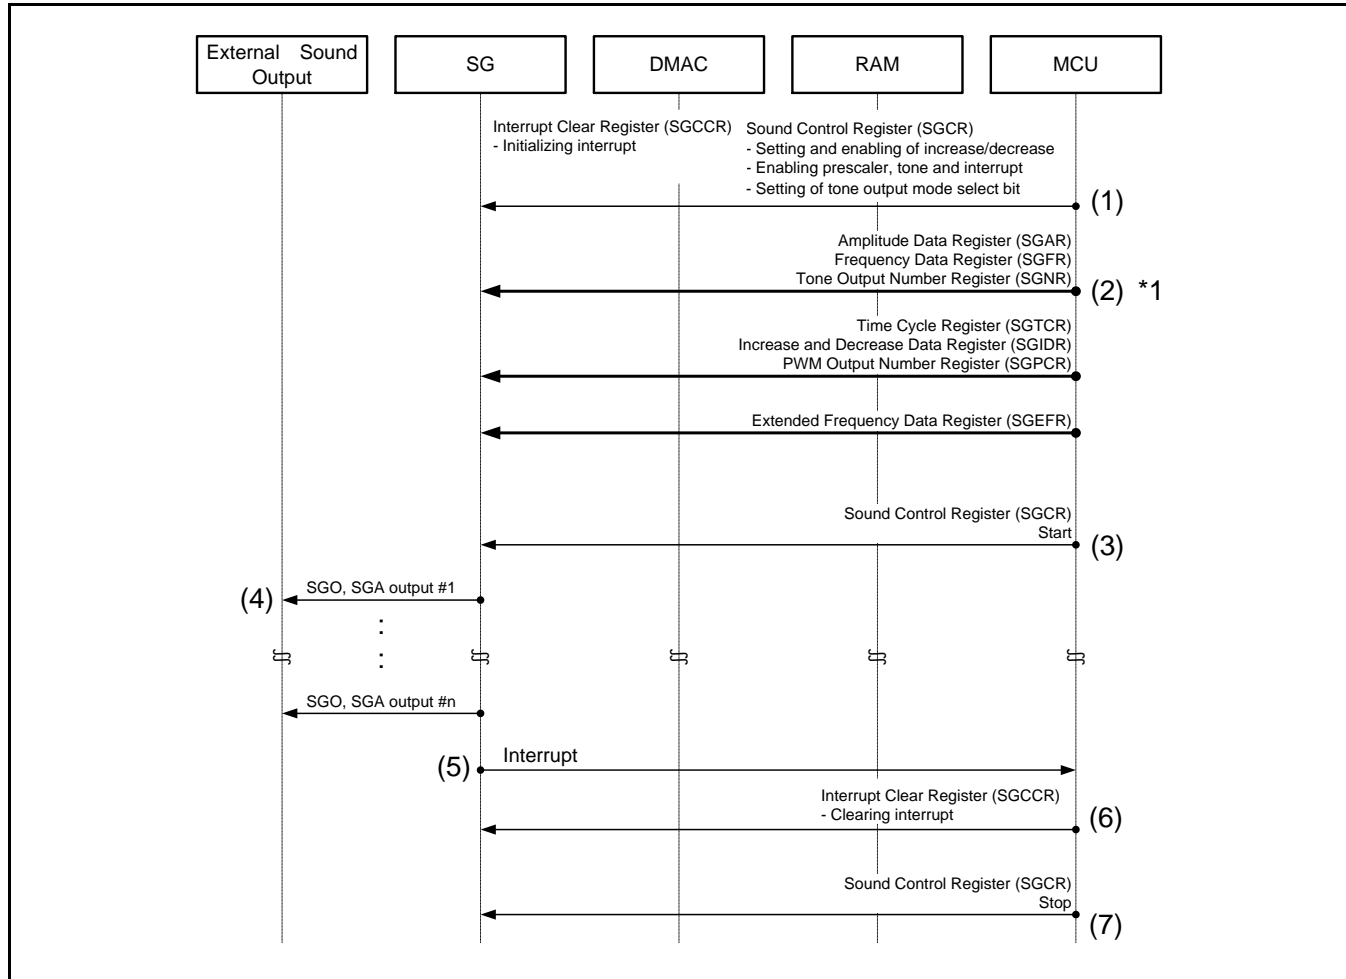 External Sound
Output
SG
DMAC
RAM
MCU
Interrupt Clear Register (SGCCR)
- Initializing interrupt
Sound Control Register (SGCR)
- Setting and enabling of increase/decrease
- Enabling prescaler, tone and interrupt
- Setting of tone output mode select bit
(1)
Amplitude Data Register (SGAR)
Frequency Data Register (SGFR)
Tone Output Number Register (SGNR)
(2) *1
Time Cycle Register (SGTCR)
Increase and Decrease Data Register (SGIDR)
PWM Output Number Register (SGPCR)
Extended Frequency Data Register (SGEFR)
Sound Control Register (SGCR)
Start
(3)
(4)
SGO, SGA output #1
SGO, SGA output #n
(5)
Interrupt
Interrupt Clear Register (SGCCR)
- Clearing interrupt
(6)
Sound Control Register (SGCR)
Stop
(7)